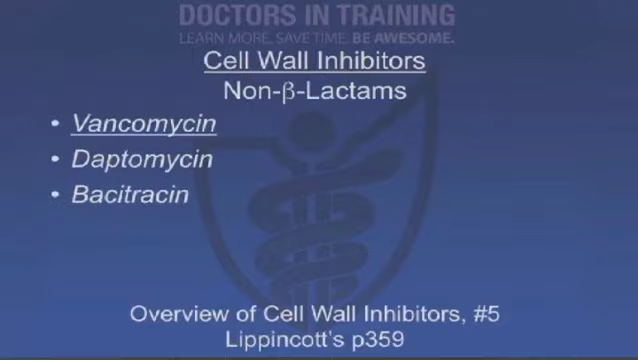 DOCTORS IN TRAINING
LEARN MORE. SAVE TIME. BE AWESOME.
Cell Wall Inhibitors
Non-β-Lactams
• Vancomycin
• Daptomycin
• Bacitracin
Overview of Cell Wall Inhibitors, #5
Lippincott's p359